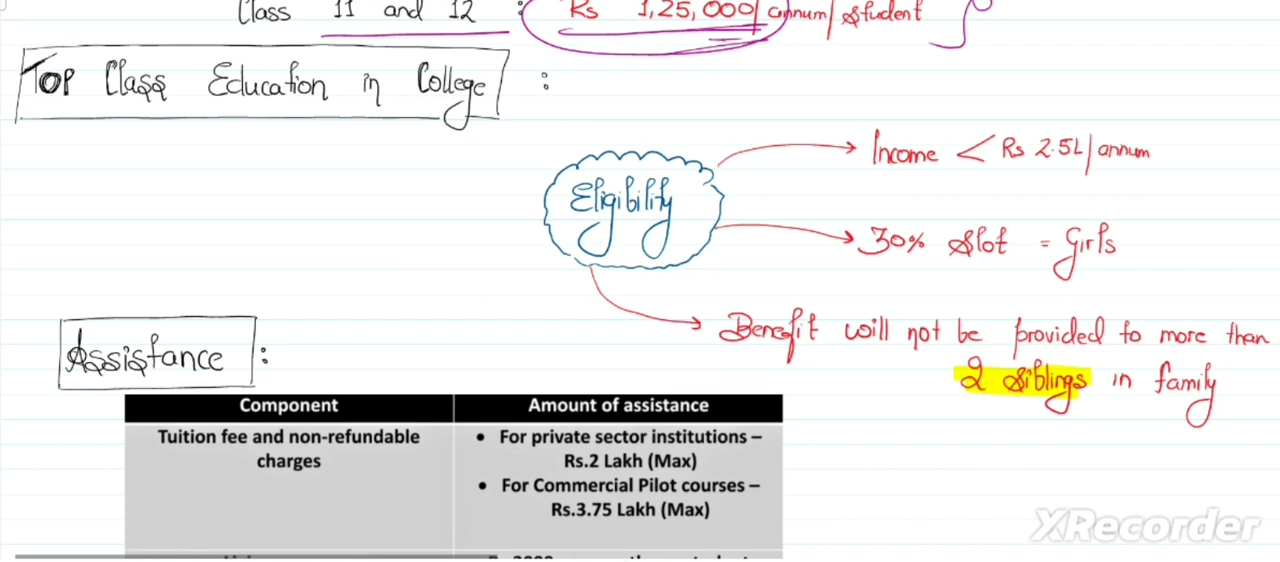 Class 11 and 12 : Rs 1,25,000/annum/student
Top Class Education in College :
Eligibility
Income < Rs 2.5L/annum
30% slot = Girls
Benefit will not be provided to more than
2 siblings in family
Assistance :
Component Amount of assistance
Tuition fee and non-refundable charges
• For private sector institutions –
Rs.2 Lakh (Max)
• For Commercial Pilot courses –
Rs.3.75 Lakh (Max)
XRecorder